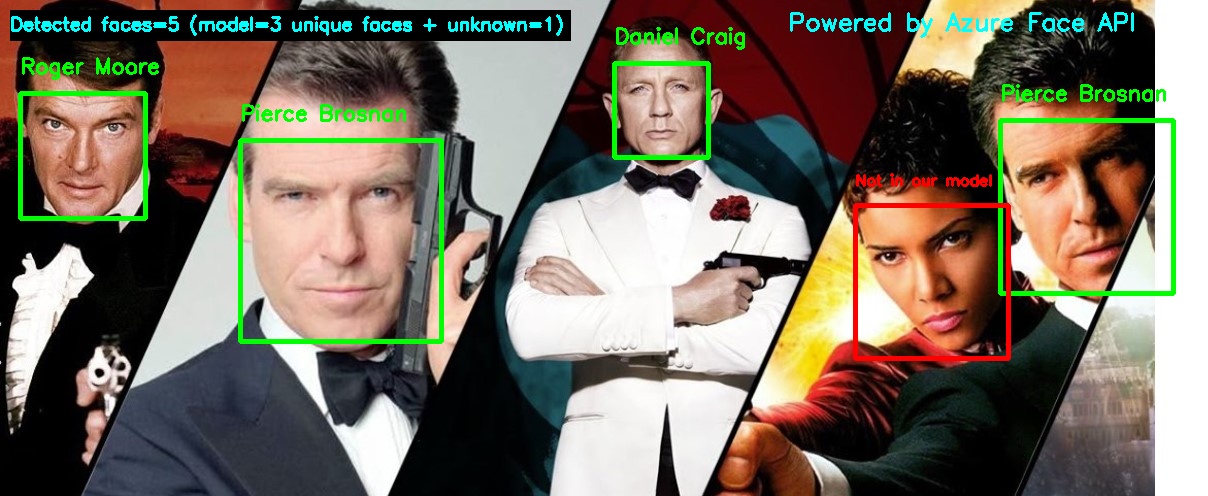 Detected faces=5 (model=3 unique faces + unknown=1)
Powered by Azure Face API
Roger Moore
Pierce Brosnan
Daniel Craig
Not in our model
Pierce Brosnan